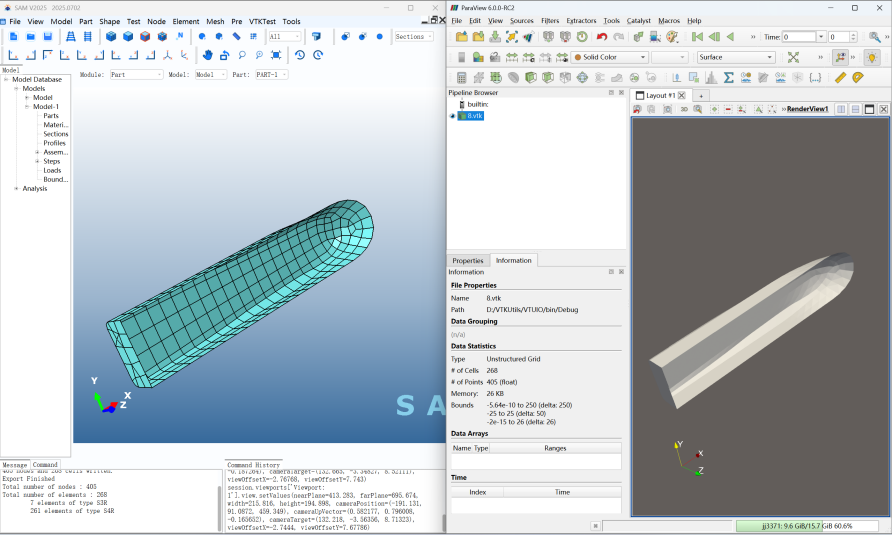 SAM V2025   2025.07.02
File View Model Part Shape Test Node Element Mesh Pre VTKTest Tools
All
Sections
Model
Module: Part Model: Model Part: PART-1
Model Database
Models
Model
Model-1
Parts
Materi...
Sections
Profiles
Assem...
Steps
Loads
Bound...
Analysis
Y
X
Z
S A
Message Command
405 nodes and 268 cells written.
Export Finished
Total number of nodes : 405
Total number of elements : 268
7 elements of type S3R
261 elements of type S4R
Command History
-0.187264), cameraTarget=(132.663, -3.34827, 8.52111),
viewOffsetX=-2.76768, viewOffsetY=7.743)
session.viewports['Viewport:
1'].view.setValues(nearPlane=413.283, farPlane=695.674,
width=215.816, height=194.898, cameraPosition=(-191.131,
91.0872, 459.349), cameraUpVector=(0.582177, 0.796008,
-0.165652), cameraTarget=(132.218, -3.56356, 8.71323),
viewOffsetX=-2.7444, viewOffsetY=7.67786)
ParaView 6.0.0-RC2
File Edit View Sources Filters Extractors Tools Catalyst Macros Help
Time: 0 0
Solid Color
Surface
Pipeline Browser
builtin:
8.vtk
Properties Information
Information
File Properties
Name 8.vtk
Path D:/VTKUtils/VTUIO/bin/Debug
Data Grouping
(n/a)
Data Statistics
Type Unstructured Grid
# of Cells 268
# of Points 405 (float)
Memory: 26 KB
Bounds -5.64e-10 to 250 (delta: 250)
-25 to 25 (delta: 50)
-2e-15 to 26 (delta: 26)
Data Arrays
Name Type Ranges
Time
Index Time
Layout #1
+
3D
RenderView1
Y
X
Z
jj3371: 9.6 GiB/15.7 GiB 60.6%